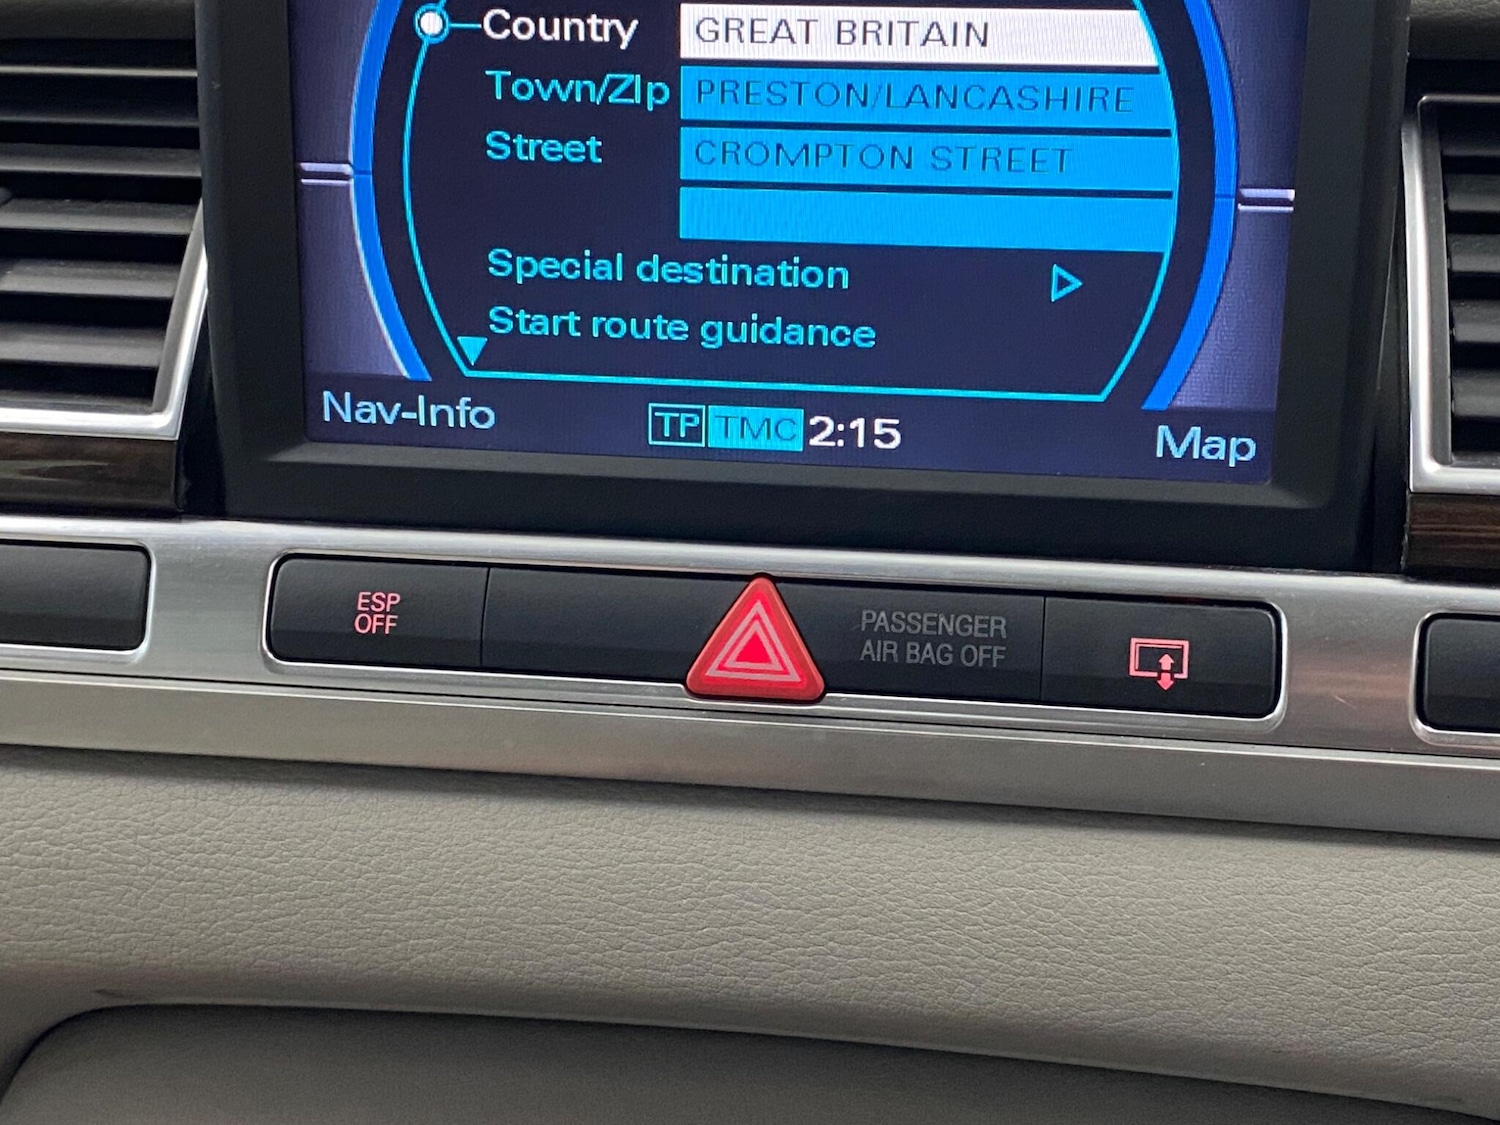 Country GREAT BRITAIN
Town/ZIp PRESTON/LANCASHIRE
Street CROMPTON STREET
Special destination
Start route guidance
Nav-Info TP TMC 2:15 Map
ESP
OFF
PASSENGER
AIR BAG OFF